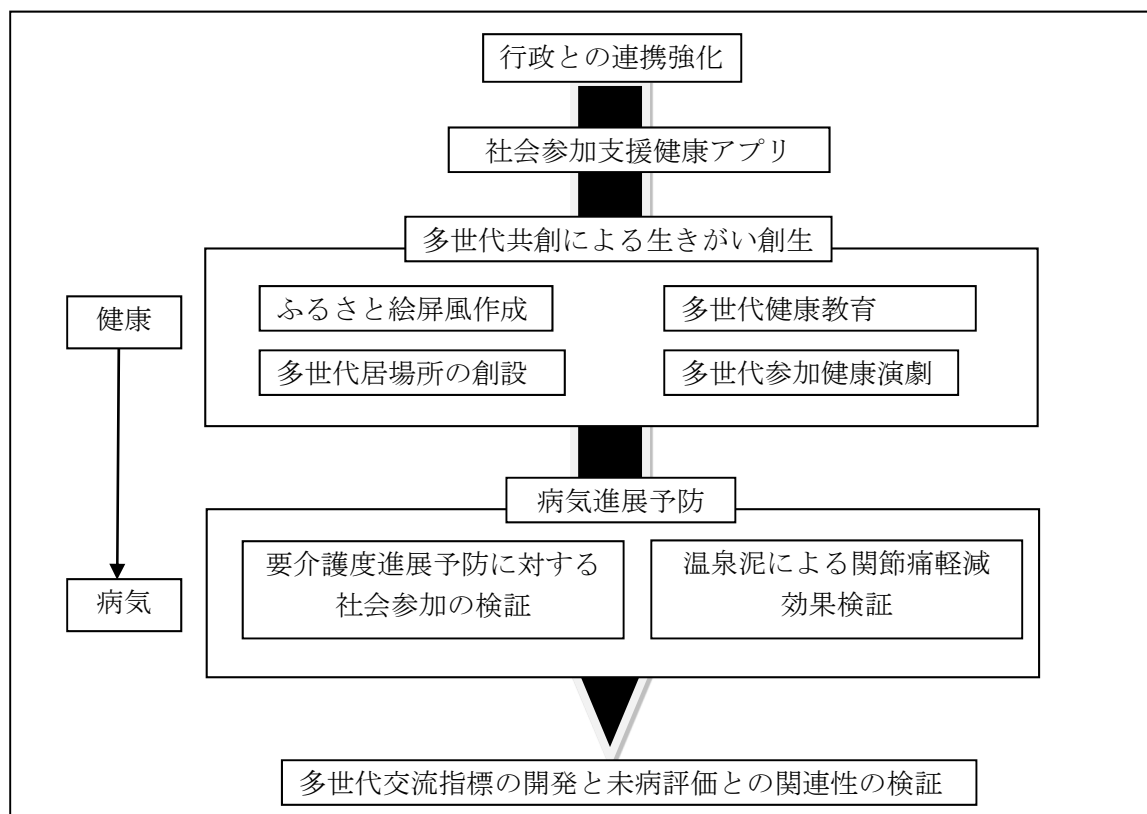 行政との連携強化
社会参加支援健康アプリ
多世代共創による生きがい創生
ふるさと絵屏風作成
多世代健康教育
多世代居場所の創設
多世代参加健康演劇
健康
病気
病気進展予防
要介護度進展予防に対する
社会参加の検証
温泉泥による関節痛軽減
効果検証
多世代交流指標の開発と未病評価との関連性の検証